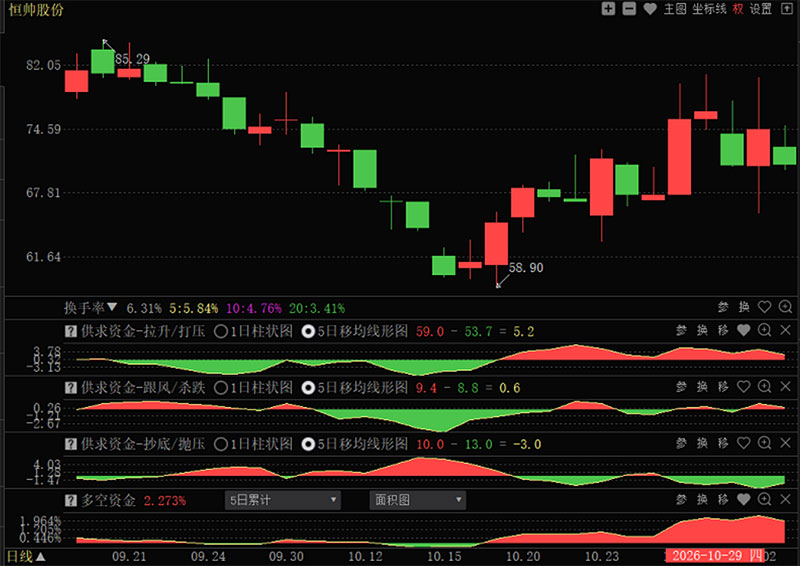 恒帅股份
主图 坐标线 权 设置
85.29
82.05
74.59
67.81
61.64
58.90
换手率▼ 6.31% 5:5.84% 10:4.76% 20:3.41% 参 换
? 供求资金-拉升/打压 1日柱状图 5日移均线形图 59.0 - 53.7 = 5.2 参 换 移
3.78
-3.13
? 供求资金-跟风/杀跌 1日柱状图 5日移均线形图 9.4 - 8.8 = 0.6 参 换 移
0.26
-2.67
? 供求资金-抄底/抛压 1日柱状图 5日移均线形图 10.0 - 13.0 = -3.0 参 换 移
4.03
-1.47
? 多空资金 2.273% 5日累计 ▼ 面积图 ▼ 参 换 移
1.964%
1.205%
0.446%
日线▲ 09.21 09.24 09.30 10.12 10.15 10.20 10.23 2026-10-29 四 02